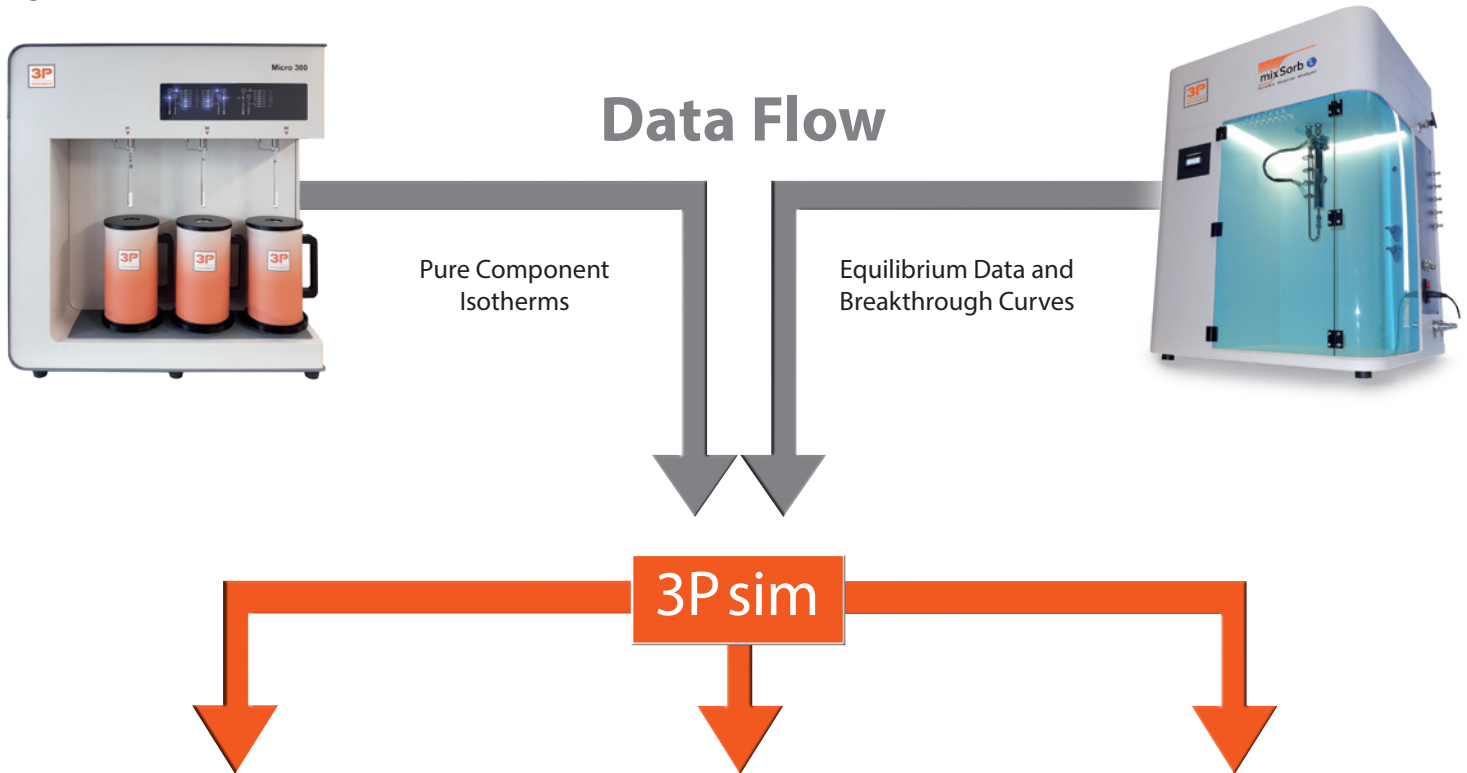 3P
Micro 300
Data Flow
mixSorb L
3P
3P
3P
3P
Pure Component
Isotherms
Equilibrium Data and
Breakthrough Curves
3P sim